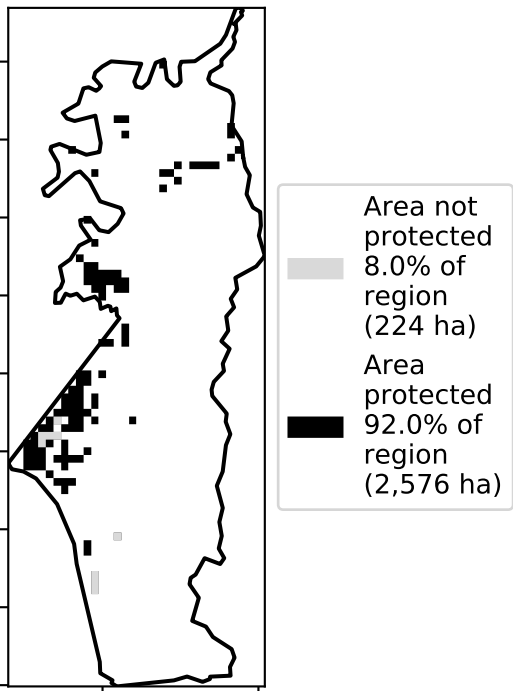 Area not
protected
8.0% of
region
(224 ha)
Area
protected
92.0% of
region
(2,576 ha)